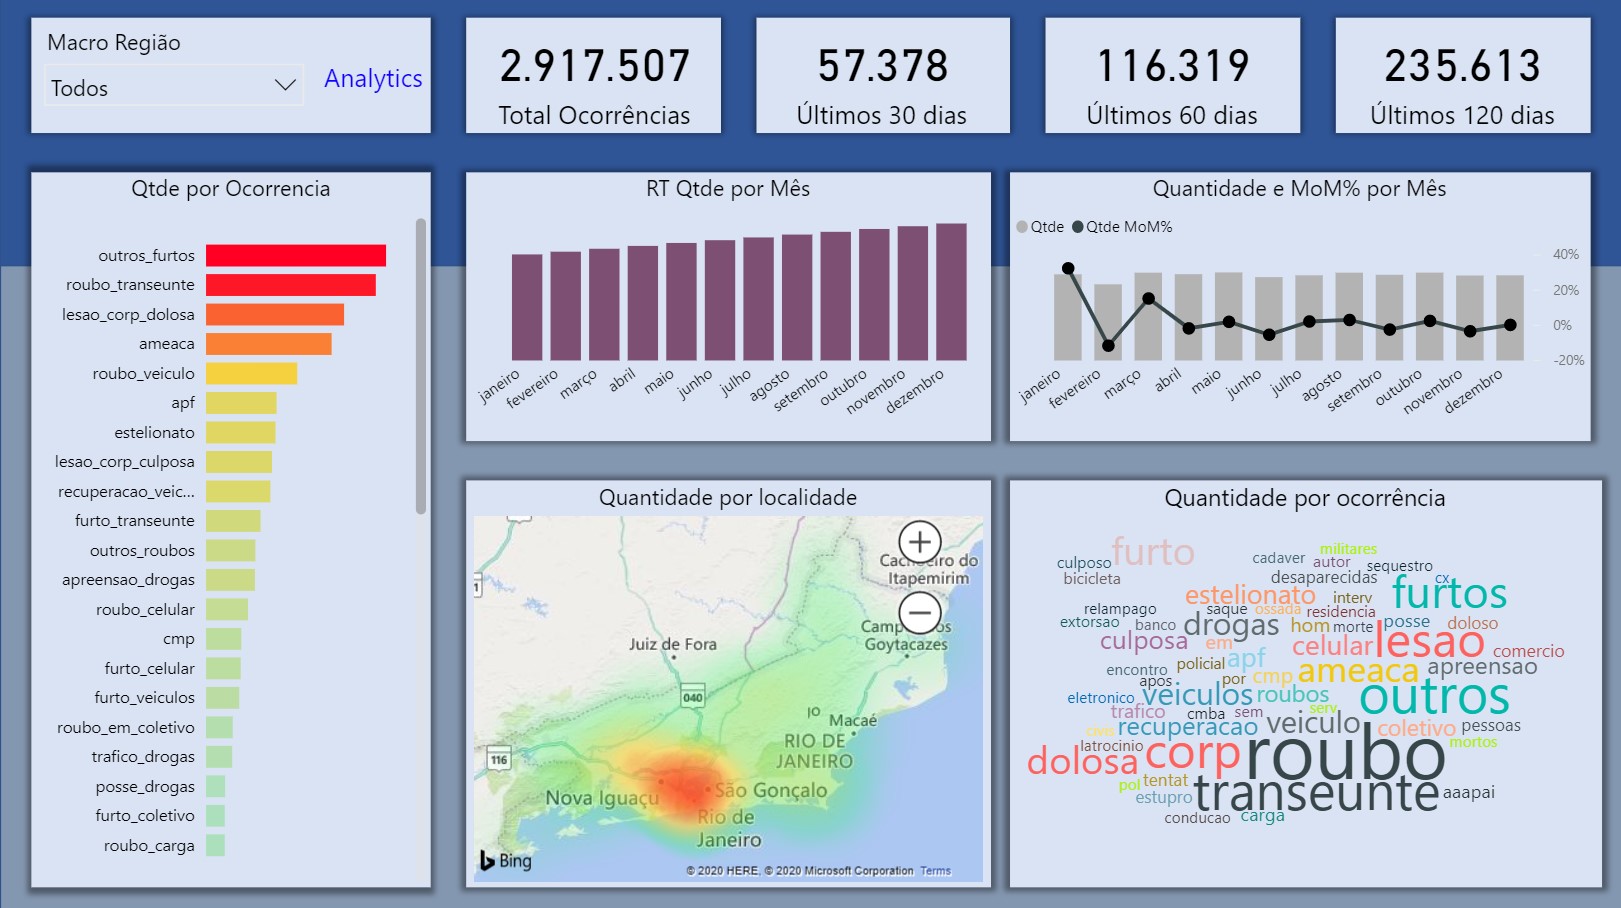 Macro Região
Todos
Analytics
2.917.507
Total Ocorrências
57.378
Últimos 30 dias
116.319
Últimos 60 dias
235.613
Últimos 120 dias
Qtde por Ocorrencia
outros_furtos
roubo_transeunte
lesao_corp_dolosa
ameaca
roubo_veiculo
apf
estelionato
lesao_corp_culposa
recuperacao_veic...
furto_transeunte
outros_roubos
apreensao_drogas
roubo_celular
cmp
furto_celular
furto_veiculos
roubo_em_coletivo
trafico_drogas
posse_drogas
furto_coletivo
roubo_carga
RT Qtde por Mês
janeiro
fevereiro
março
abril
maio
junho
julho
agosto
setembro
outubro
novembro
dezembro
Quantidade e MoM% por Mês
Qtde
Qtde MoM%
40%
20%
0%
-20%
janeiro
fevereiro
março
abril
maio
junho
julho
agosto
setembro
outubro
novembro
dezembro
Quantidade por localidade
Itapemirim
Juiz de Fora
Goytacazes
040
Macaé
RIO DE
JANEIRO
116
Nova Iguaçu
São Gonçalo
Rio de
Janeiro
Bing
© 2020 HERE, © 2020 Microsoft Corporation Terms
Quantidade por ocorrência
furto
militares
culposo
cadaver
autor
sequestro
bicicleta
desaparecidas
cx
furtos
estelionato
interv
relampago
saque
ossada
residencia
extorsao
banco
drogas
hom
morte
posse
doloso
culposa
em
celular
lesao
comercio
encontro
policial
apf
ameaca
apreensao
apos
por
cmp
eletronico
veiculos
roubos
outros
trafico
cmba
sem
serv
recuperacao
veiculo
coletivo
pessoas
latrocinio
mortos
dolosa
corp
roubo
pol
tentat
transeunte
aaapai
estupro
conducao
carga